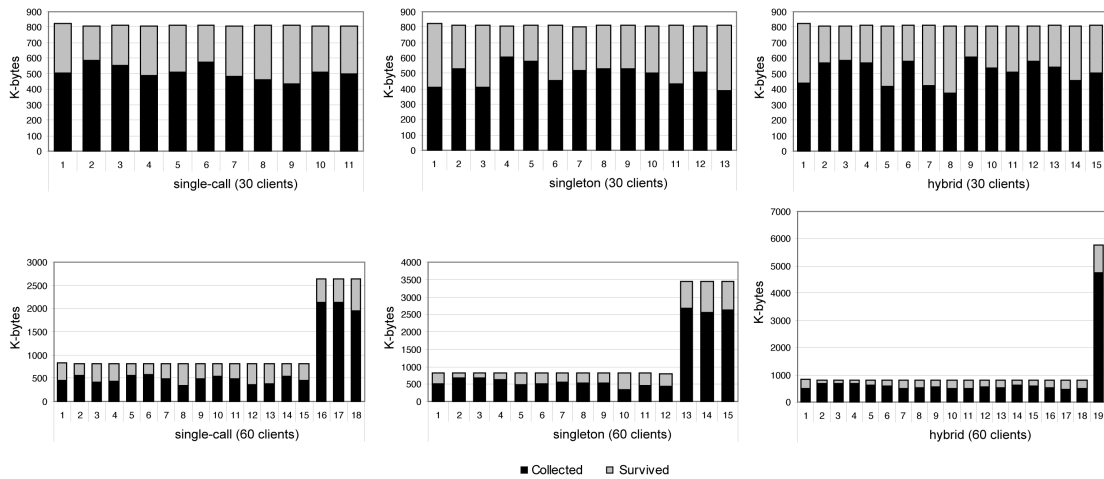 K-bytes
900
800
700
600
500
400
300
200
100
0
1 2 3 4 5 6 7 8 9 10 11
single-call (30 clients)
K-bytes
900
800
700
600
500
400
300
200
100
0
1 2 3 4 5 6 7 8 9 10 11 12 13
singleton (30 clients)
K-bytes
900
800
700
600
500
400
300
200
100
0
1 2 3 4 5 6 7 8 9 10 11 12 13 14 15
hybrid (30 clients)
K-bytes
3000
2500
2000
1500
1000
500
0
1 2 3 4 5 6 7 8 9 10 11 12 13 14 15 16 17 18
single-call (60 clients)
K-bytes
4000
3500
3000
2500
2000
1500
1000
500
0
1 2 3 4 5 6 7 8 9 10 11 12 13 14 15
singleton (60 clients)
K-bytes
7000
6000
5000
4000
3000
2000
1000
0
1 2 3 4 5 6 7 8 9 10 11 12 13 14 15 16 17 18 19
hybrid (60 clients)
Collected Survived